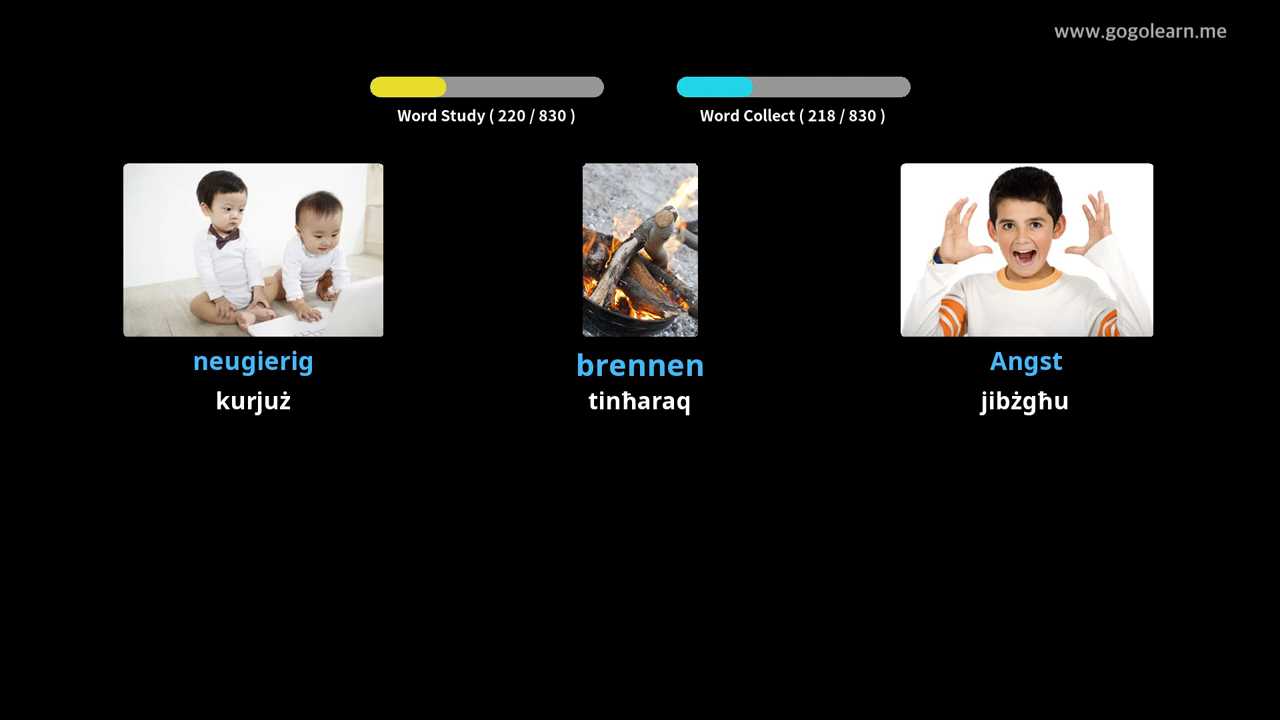 www.gogolearn.me
Word Study ( 220 / 830 )
Word Collect ( 218 / 830 )
neugierig
brennen
Angst
kurjuż
tinħaraq
jibżgħu